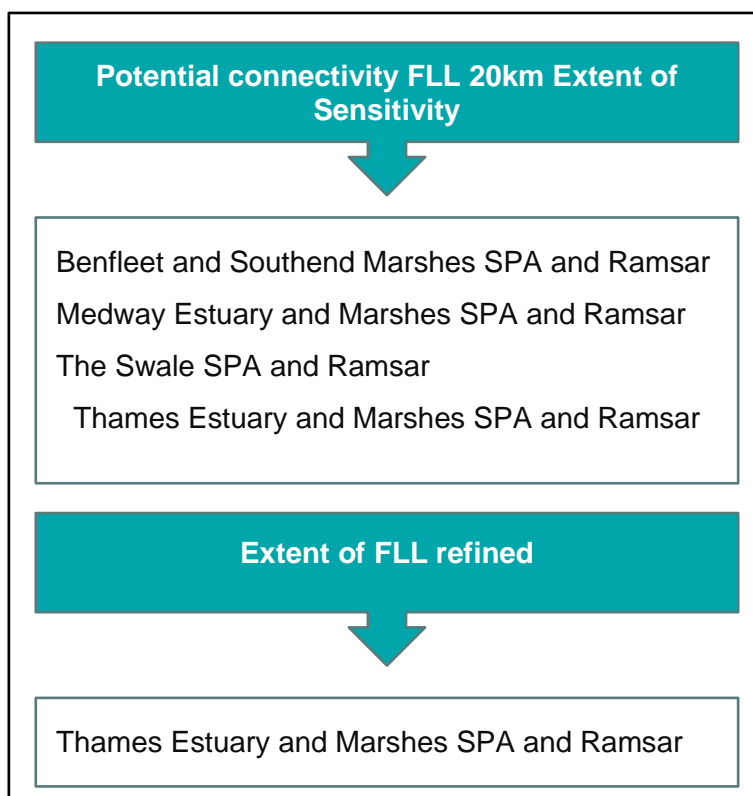 Potential connectivity FLL 20km Extent of
Sensitivity
Benfleet and Southend Marshes SPA and Ramsar
Medway Estuary and Marshes SPA and Ramsar
The Swale SPA and Ramsar
Thames Estuary and Marshes SPA and Ramsar
Extent of FLL refined
Thames Estuary and Marshes SPA and Ramsar